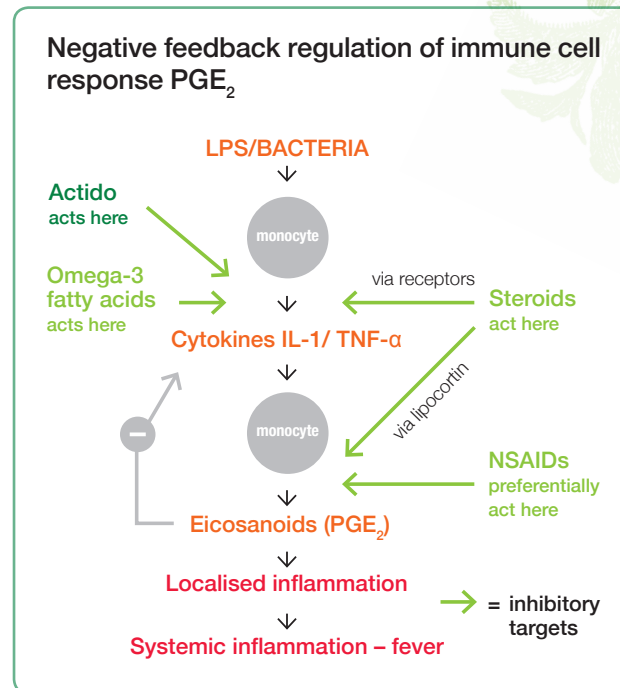 Negative feedback regulation of immune cell
response PGE₂
LPS/BACTERIA
Actido
acts here
monocyte
Omega-3
fatty acids
acts here
via receptors
Steroids
act here
Cytokines IL-1/ TNF-α
via lipocortin
–
monocyte
NSAIDs
preferentially
act here
Eicosanoids (PGE₂)
Localised inflammation
= inhibitory
targets
Systemic inflammation – fever